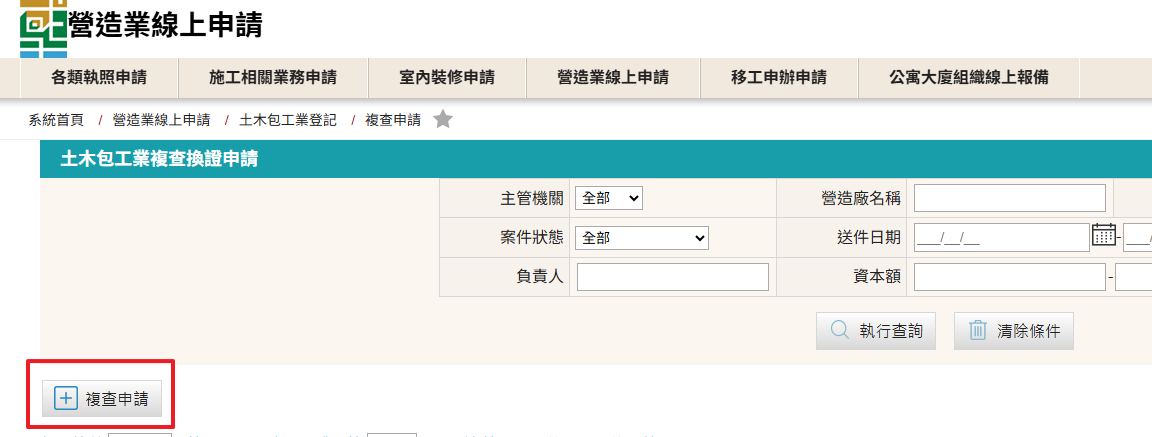 營造業線上申請
各類執照申請 施工相關業務申請 室內裝修申請 營造業線上申請 移工申辦申請 公寓大廈組織線上報備
系統首頁 / 營造業線上申請 / 土木包工業登記 / 複查申請
土木包工業複查換證申請
主管機關 全部 營造廠名稱
案件狀態 全部 送件日期 ___/__/__ - ___/
負責人 資本額 -
執行查詢 清除條件
複查申請